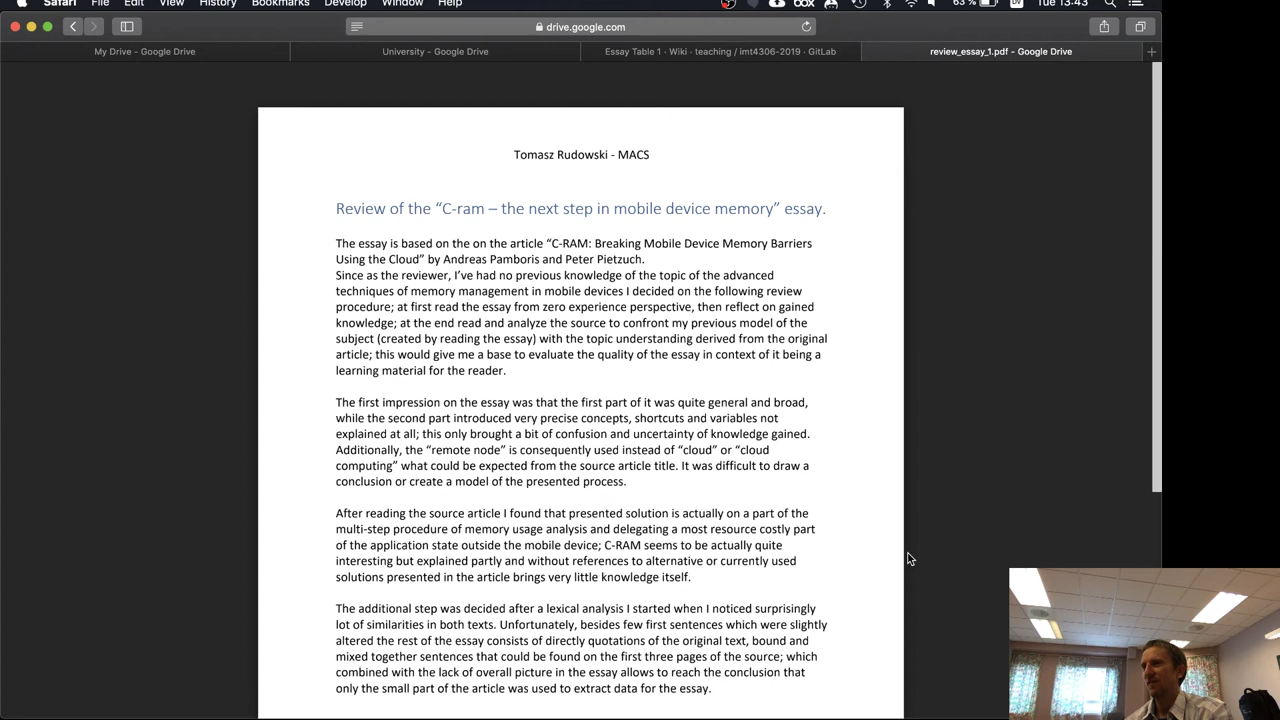 Safari File Edit View History Bookmarks Develop Window Help box 63 % DV Tue 13:43
drive.google.com
My Drive - Google Drive University - Google Drive Essay Table 1 · Wiki · teaching / imt4306-2019 · GitLab review_essay_1.pdf - Google Drive
Tomasz Rudowski - MACS
Review of the “C-ram – the next step in mobile device memory” essay.
The essay is based on the on the article “C-RAM: Breaking Mobile Device Memory Barriers
Using the Cloud” by Andreas Pamboris and Peter Pietzuch.
Since as the reviewer, I’ve had no previous knowledge of the topic of the advanced
techniques of memory management in mobile devices I decided on the following review
procedure; at first read the essay from zero experience perspective, then reflect on gained
knowledge; at the end read and analyze the source to confront my previous model of the
subject (created by reading the essay) with the topic understanding derived from the original
article; this would give me a base to evaluate the quality of the essay in context of it being a
learning material for the reader.
The first impression on the essay was that the first part of it was quite general and broad,
while the second part introduced very precise concepts, shortcuts and variables not
explained at all; this only brought a bit of confusion and uncertainty of knowledge gained.
Additionally, the “remote node” is consequently used instead of “cloud” or “cloud
computing” what could be expected from the source article title. It was difficult to draw a
conclusion or create a model of the presented process.
After reading the source article I found that presented solution is actually on a part of the
multi-step procedure of memory usage analysis and delegating a most resource costly part
of the application state outside the mobile device; C-RAM seems to be actually quite
interesting but explained partly and without references to alternative or currently used
solutions presented in the article brings very little knowledge itself.
The additional step was decided after a lexical analysis I started when I noticed surprisingly
lot of similarities in both texts. Unfortunately, besides few first sentences which were slightly
altered the rest of the essay consists of directly quotations of the original text, bound and
mixed together sentences that could be found on the first three pages of the source; which
combined with the lack of overall picture in the essay allows to reach the conclusion that
only the small part of the article was used to extract data for the essay.